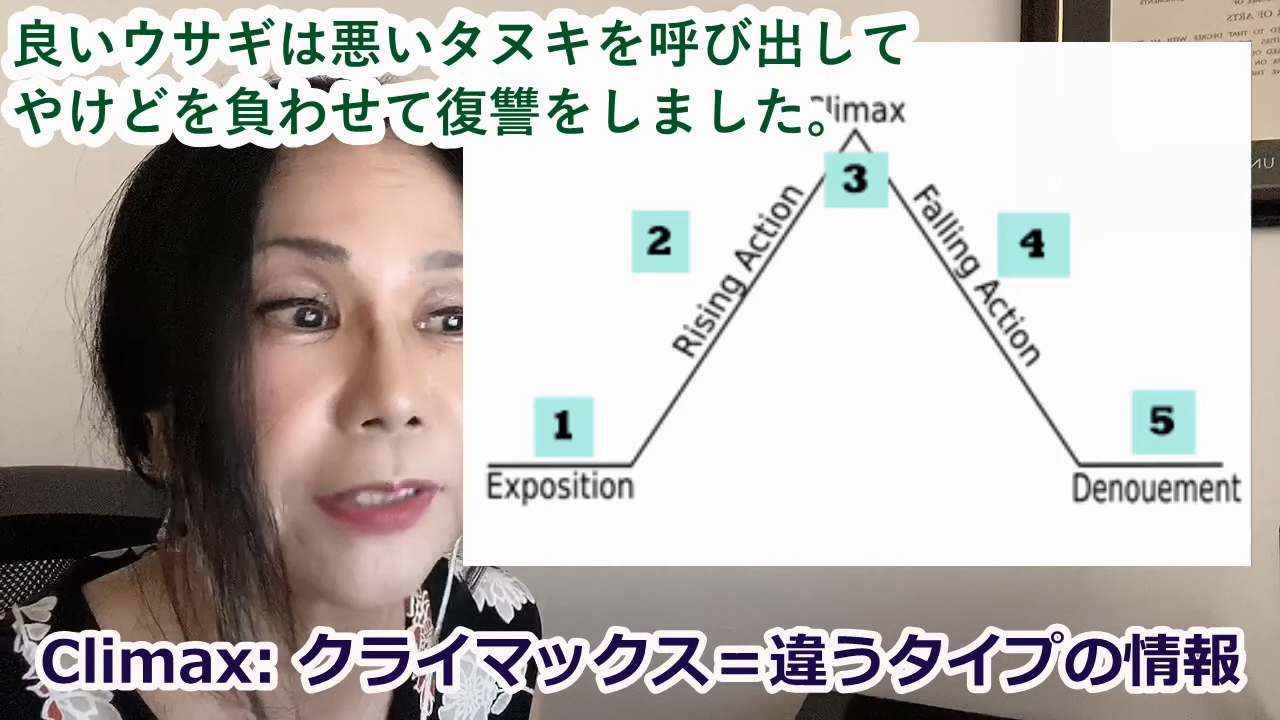 良いウサギは悪いタヌキを呼び出して
やけどを負わせて復讐をしました。
Climax
3
2
4
Rising Action
Falling Action
1
5
Exposition
Denouement
Climax: クライマックス=違うタイプの情報